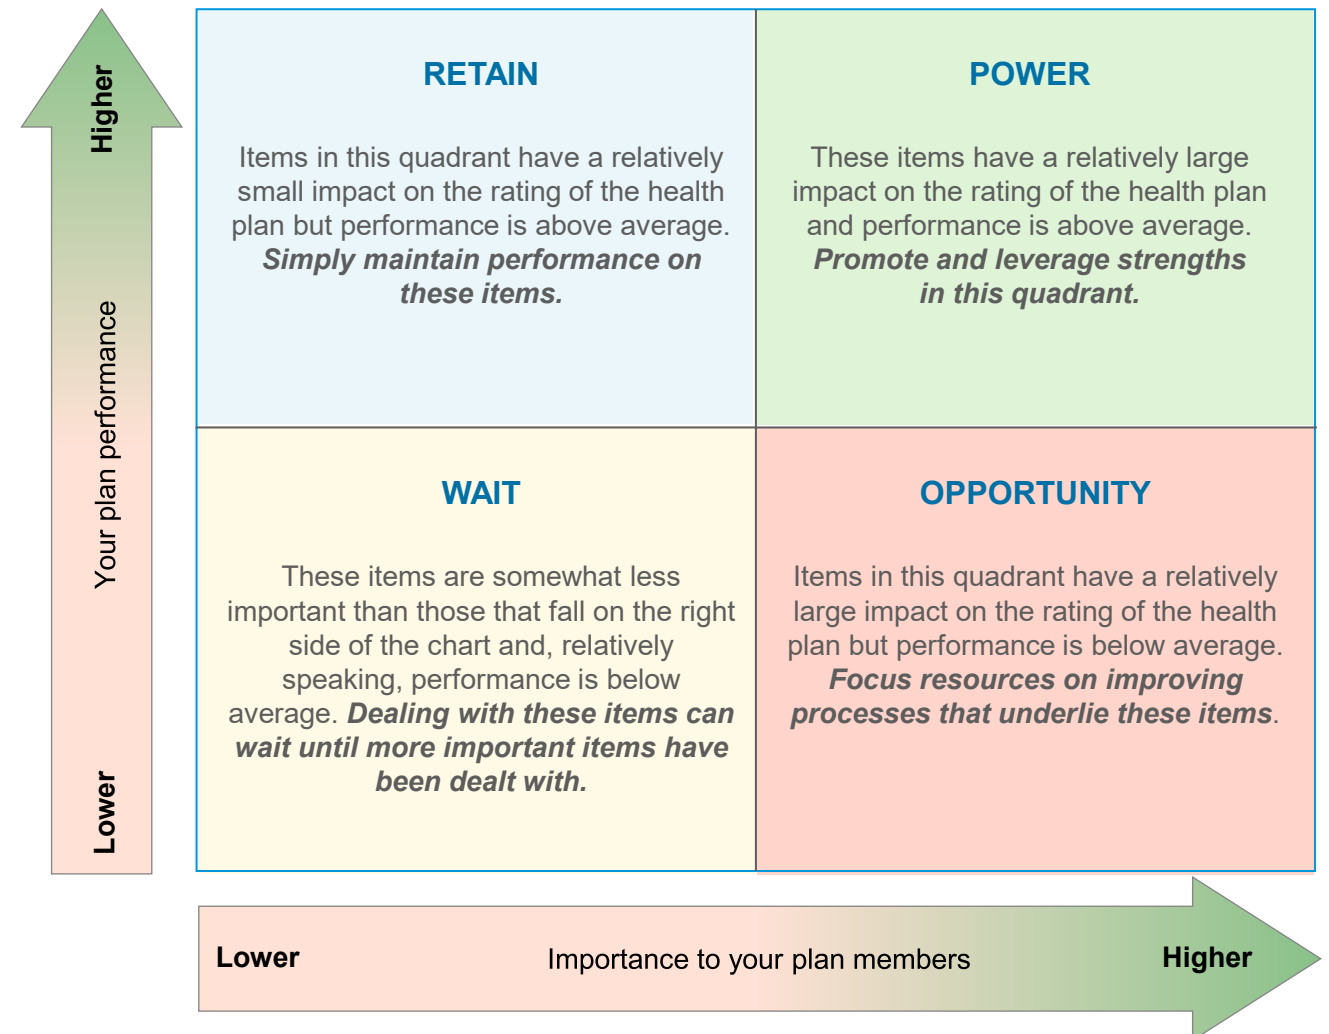 Higher
Your plan performance
Lower
RETAIN
Items in this quadrant have a relatively
small impact on the rating of the health
plan but performance is above average.
Simply maintain performance on
these items.
POWER
These items have a relatively large
impact on the rating of the health plan
and performance is above average.
Promote and leverage strengths
in this quadrant.
WAIT
These items are somewhat less
important than those that fall on the right
side of the chart and, relatively
speaking, performance is below
average. Dealing with these items can
wait until more important items have
been dealt with.
OPPORTUNITY
Items in this quadrant have a relatively
large impact on the rating of the health
plan but performance is below average.
Focus resources on improving
processes that underlie these items.
Lower
Importance to your plan members
Higher